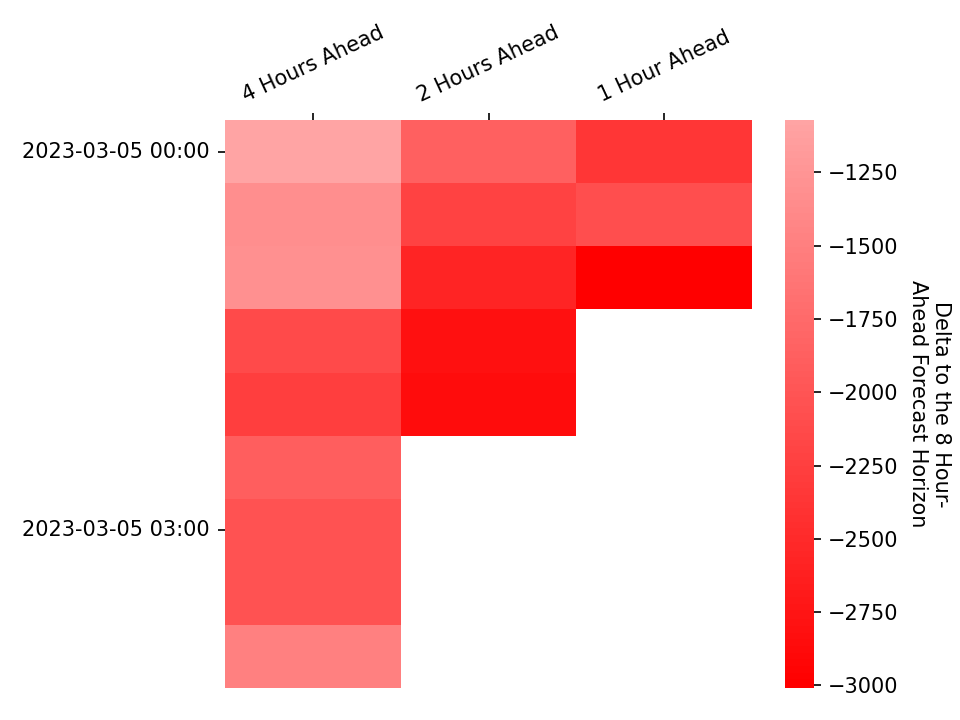 4 Hours Ahead
2 Hours Ahead
1 Hour Ahead
2023-03-05 00:00
2023-03-05 03:00
−1250
−1500
−1750
−2000
−2250
−2500
−2750
−3000
Delta to the 8 Hour-
Ahead Forecast Horizon